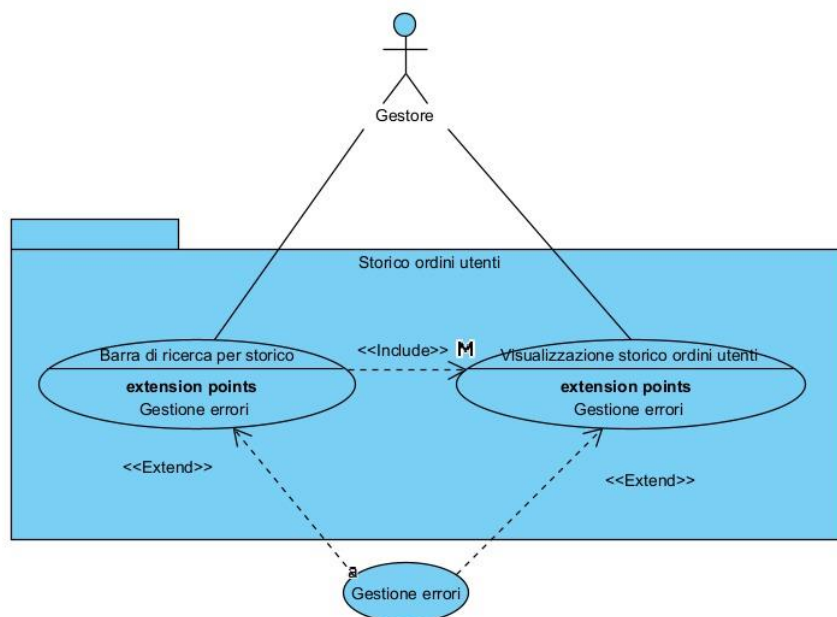 Gestore
Storico ordini utenti
Barra di ricerca per storico
<<Include>>
M
Visualizzazione storico ordini utenti
extension points
Gestione errori
extension points
Gestione errori
<<Extend>>
<<Extend>>
a
Gestione errori